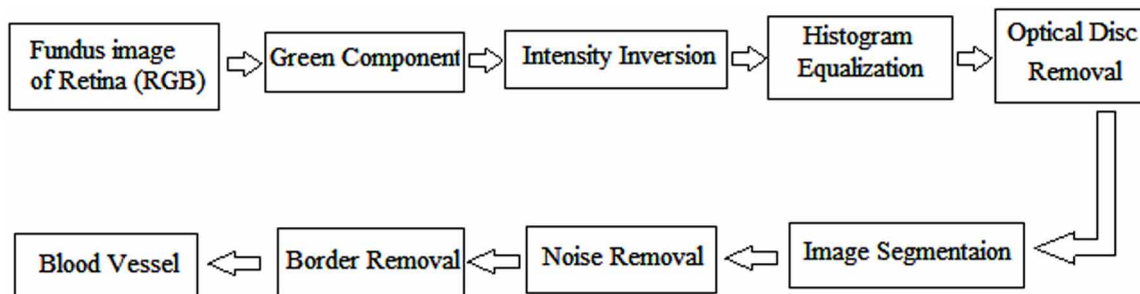 Fundus image
of Retina (RGB)
Green Component
Intensity Inversion
Histogram
Equalization
Optical Disc
Removal
Image Segmentaion
Noise Removal
Border Removal
Blood Vessel